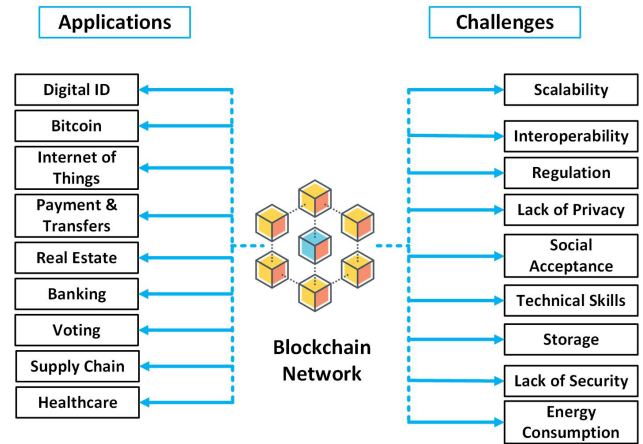 Applications
Challenges
Digital ID
Bitcoin
Internet of
Things
Payment &
Transfers
Real Estate
Banking
Voting
Supply Chain
Healthcare
Blockchain
Network
Scalability
Interoperability
Regulation
Lack of Privacy
Social
Acceptance
Technical Skills
Storage
Lack of Security
Energy
Consumption